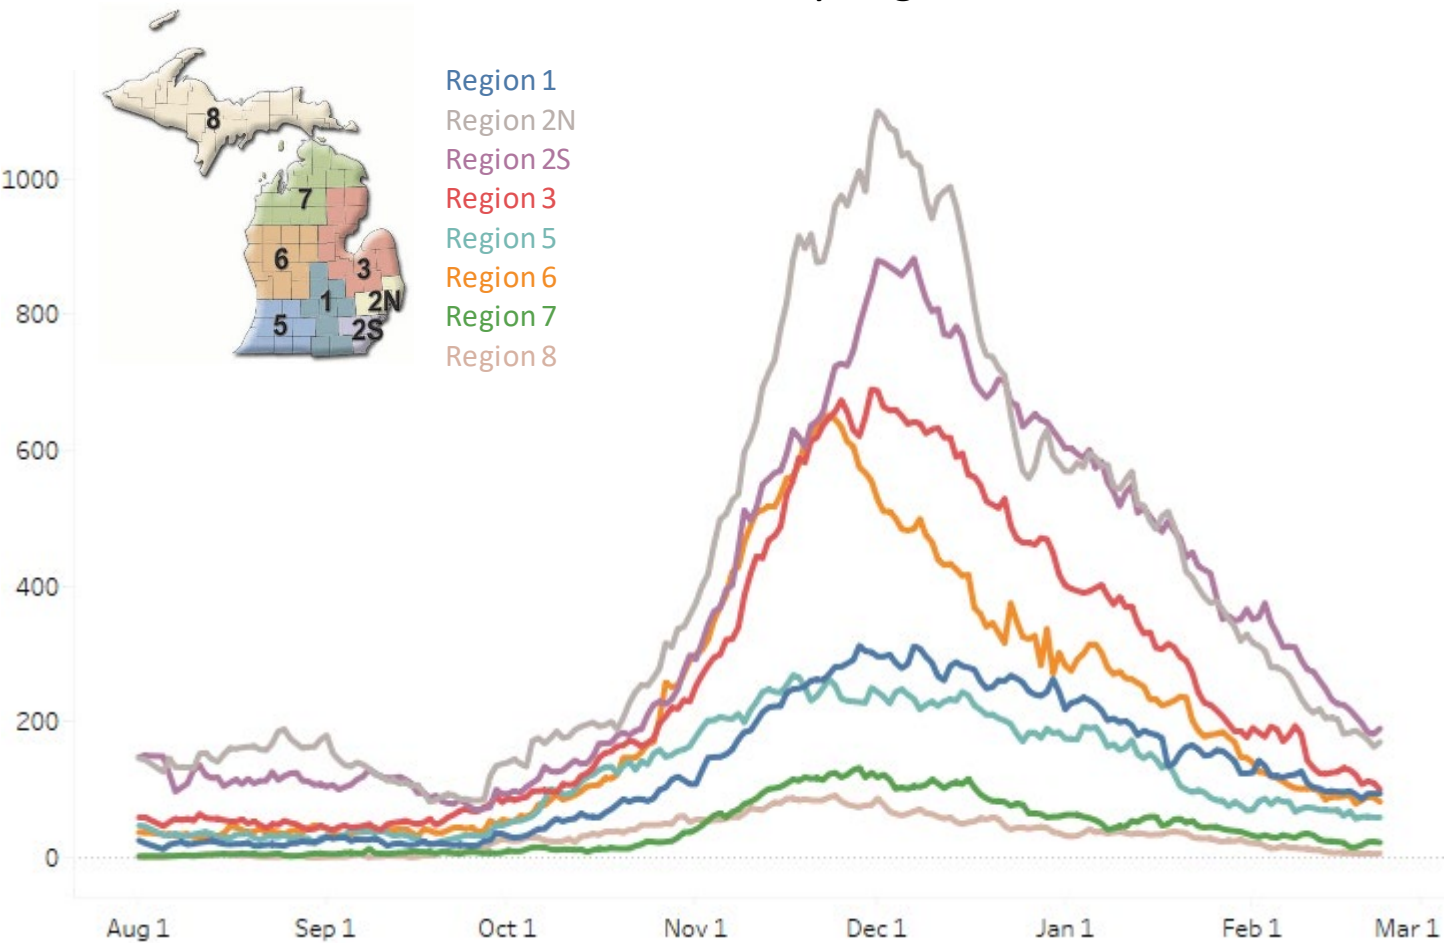 8
7
6
3
1
2N
5
2S
Region 1
Region 2N
Region 2S
Region 3
Region 5
Region 6
Region 7
Region 8
1000
800
600
400
200
0
Aug 1 Sep 1 Oct 1 Nov 1 Dec 1 Jan 1 Feb 1 Mar 1